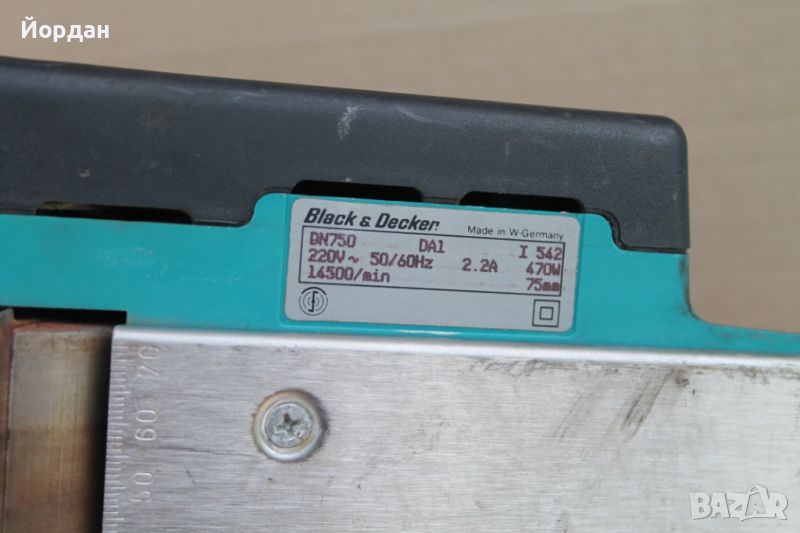 Йордан
Black & Decker® Made in W-Germany
BN750 DA1 I 542
220V~ 50/60Hz 2.2A 470W
14500/min 75mm
50 60 70
BAZAR